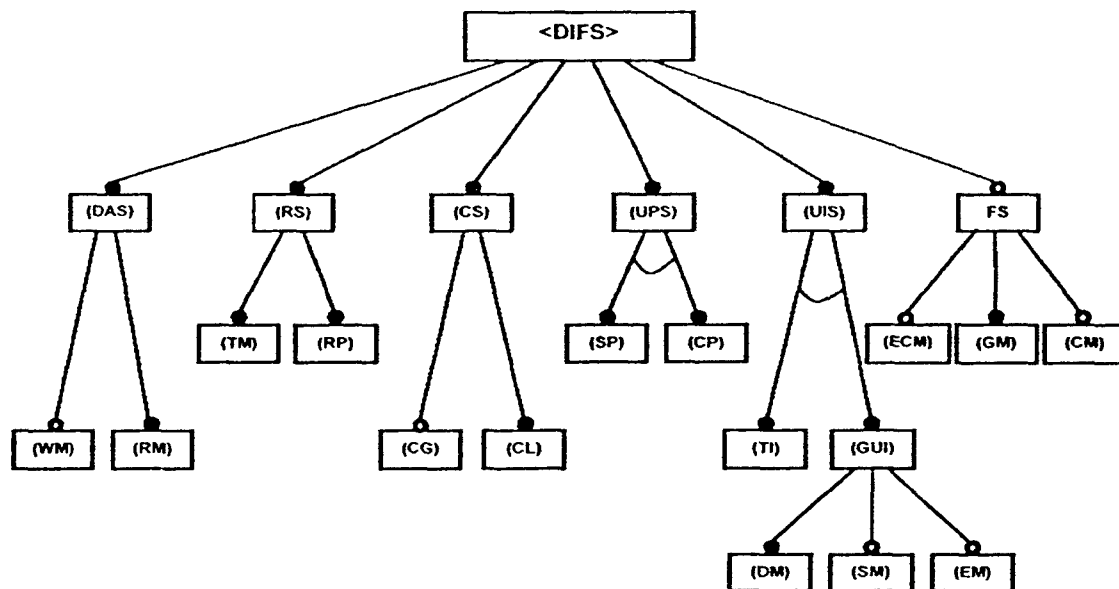 <DIFS>
(DAS)
(RS)
(CS)
(UPS)
(UIS)
FS
(TM)
(RP)
(SP)
(CP)
(ECM)
(GM)
(CM)
(WM)
(RM)
(CG)
(CL)
(TI)
(GUI)
(DM)
(SM)
(EM)